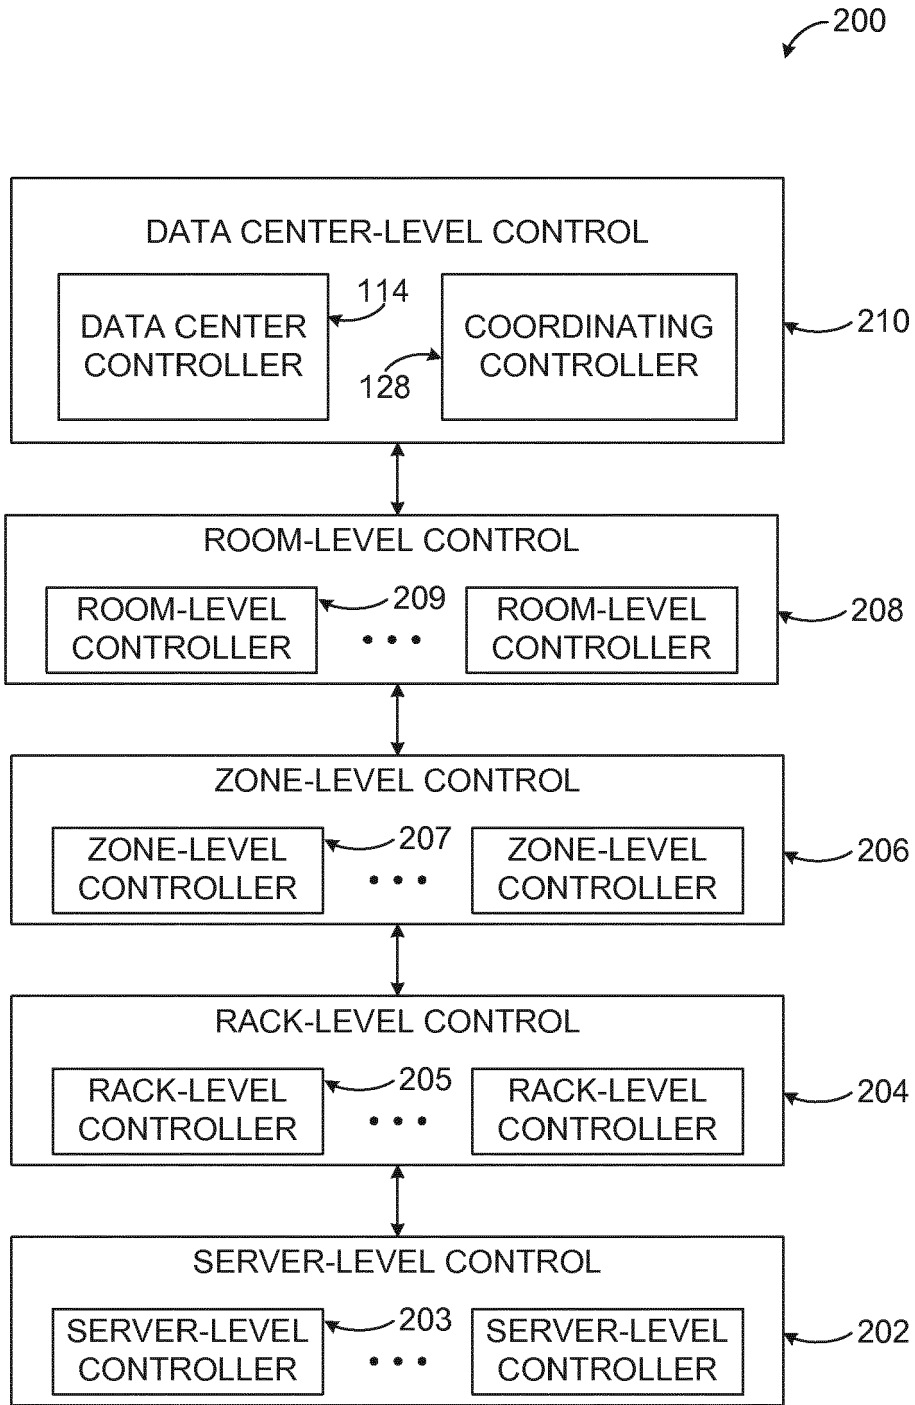 200
DATA CENTER-LEVEL CONTROL
DATA CENTER
CONTROLLER
114
COORDINATING
CONTROLLER
128
210
ROOM-LEVEL CONTROL
ROOM-LEVEL
CONTROLLER
209
• • •
ROOM-LEVEL
CONTROLLER
208
ZONE-LEVEL CONTROL
ZONE-LEVEL
CONTROLLER
207
• • •
ZONE-LEVEL
CONTROLLER
206
RACK-LEVEL CONTROL
RACK-LEVEL
CONTROLLER
205
• • •
RACK-LEVEL
CONTROLLER
204
SERVER-LEVEL CONTROL
SERVER-LEVEL
CONTROLLER
203
• • •
SERVER-LEVEL
CONTROLLER
202